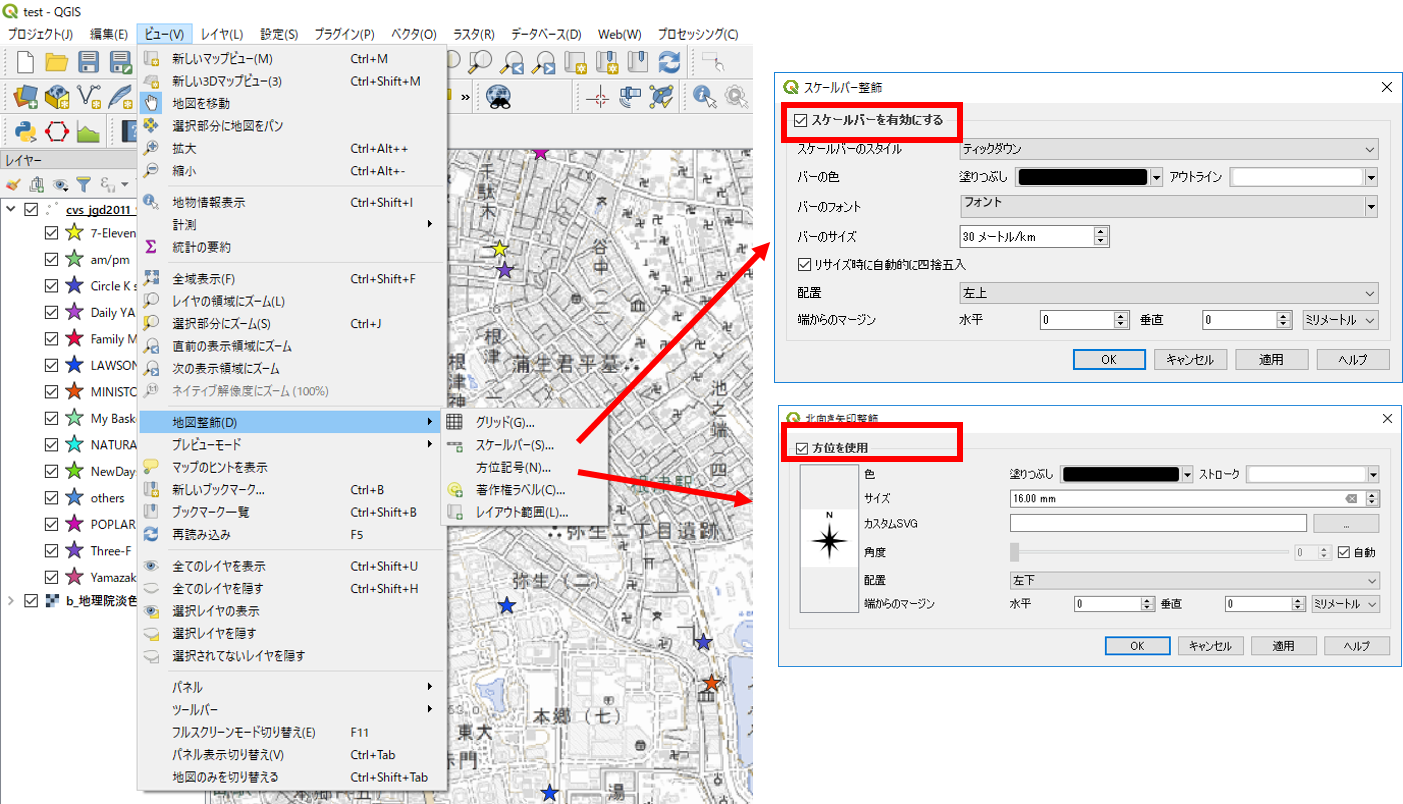 test - QGIS
プロジェクト(J) 編集(E) ビュー(V) レイヤ(L) 設定(S) プラグイン(P) ベクタ(O) ラスタ(R) データベース(D) Web(W) プロセッシング(C)
新しいマップビュー(M) Ctrl+M
新しい3Dマップビュー(3) Ctrl+Shift+M
地図を移動
選択部分に地図をパン
拡大 Ctrl+Alt++
縮小 Ctrl+Alt+-
地物情報表示 Ctrl+Shift+I
計測
統計の要約
全域表示(F) Ctrl+Shift+F
レイヤの領域にズーム(L)
選択部分にズーム(S) Ctrl+J
直前の表示領域にズーム
次の表示領域にズーム
ネイティブ解像度にズーム (100%)
地図整飾(D)
プレビューモード
マップのヒントを表示
新しいブックマーク... Ctrl+B
ブックマーク一覧 Ctrl+Shift+B
再読み込み F5
全てのレイヤを表示 Ctrl+Shift+U
全てのレイヤを隠す Ctrl+Shift+H
選択レイヤの表示
選択レイヤを隠す
選択されてないレイヤを隠す
パネル
ツールバー
フルスクリーンモード切り替え(E) F11
パネル表示切り替え(V) Ctrl+Tab
地図のみを切り替える Ctrl+Shift+Tab
グリッド(G)...
スケールバー(S)...
方位記号(N)...
著作権ラベル(C)...
レイアウト範囲(L)...
レイヤー
cvs_jgd2011
7-Eleven
am/pm
Circle K s
Daily YA
Family M
LAWSON
MINISTO
My Bask
NATURA
NewDays
others
POPLAR
Three-F
Yamazak
b_地理院淡色
千駄木
谷中
根津
根津神
蒲生君平墓
池之端
四
根津駅
弥生二丁目遺跡
弥生(二)
本郷(七)
東大
赤門
湯
スケールバー整飾
スケールバーを有効にする
スケールバーのスタイル ティックダウン
バーの色 塗りつぶし アウトライン
バーのフォント フォント
バーのサイズ 30 メートル/km
リサイズ時に自動的に四捨五入
配置 左上
端からのマージン 水平 0 垂直 0 ミリメートル
OK キャンセル 適用 ヘルプ
北向き矢印整飾
方位を使用
色 塗りつぶし ストローク
サイズ 16.00 mm
カスタムSVG ...
N
角度 0 自動
配置 左下
端からのマージン 水平 0 垂直 0 ミリメートル
OK キャンセル 適用 ヘルプ